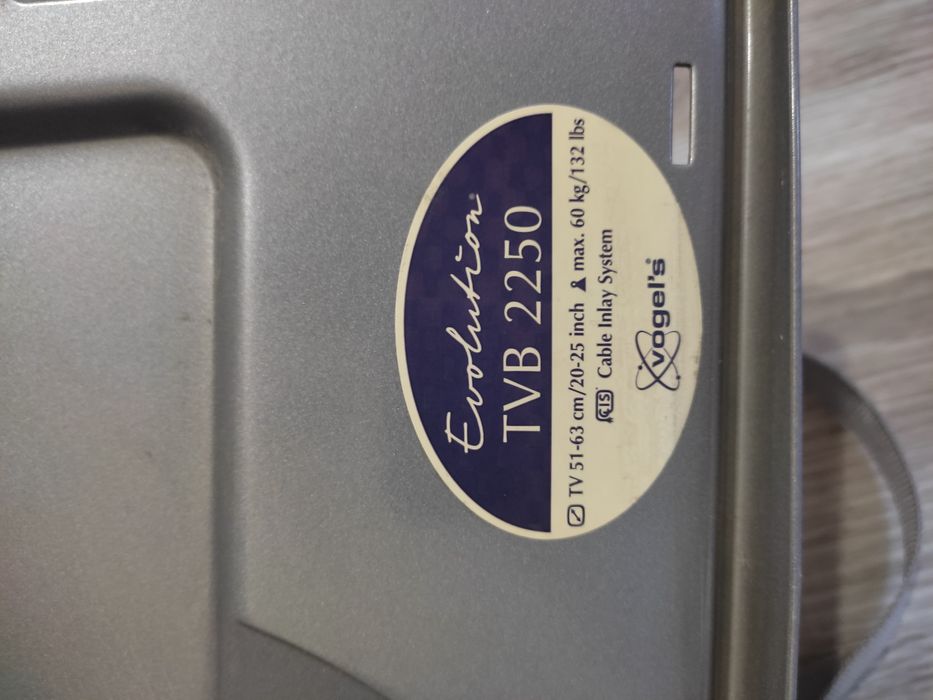 Evolution®
TVB 2250
TV 51-63 cm/20-25 inch max. 60 kg/132 lbs
CIS Cable Inlay System
vogel's®